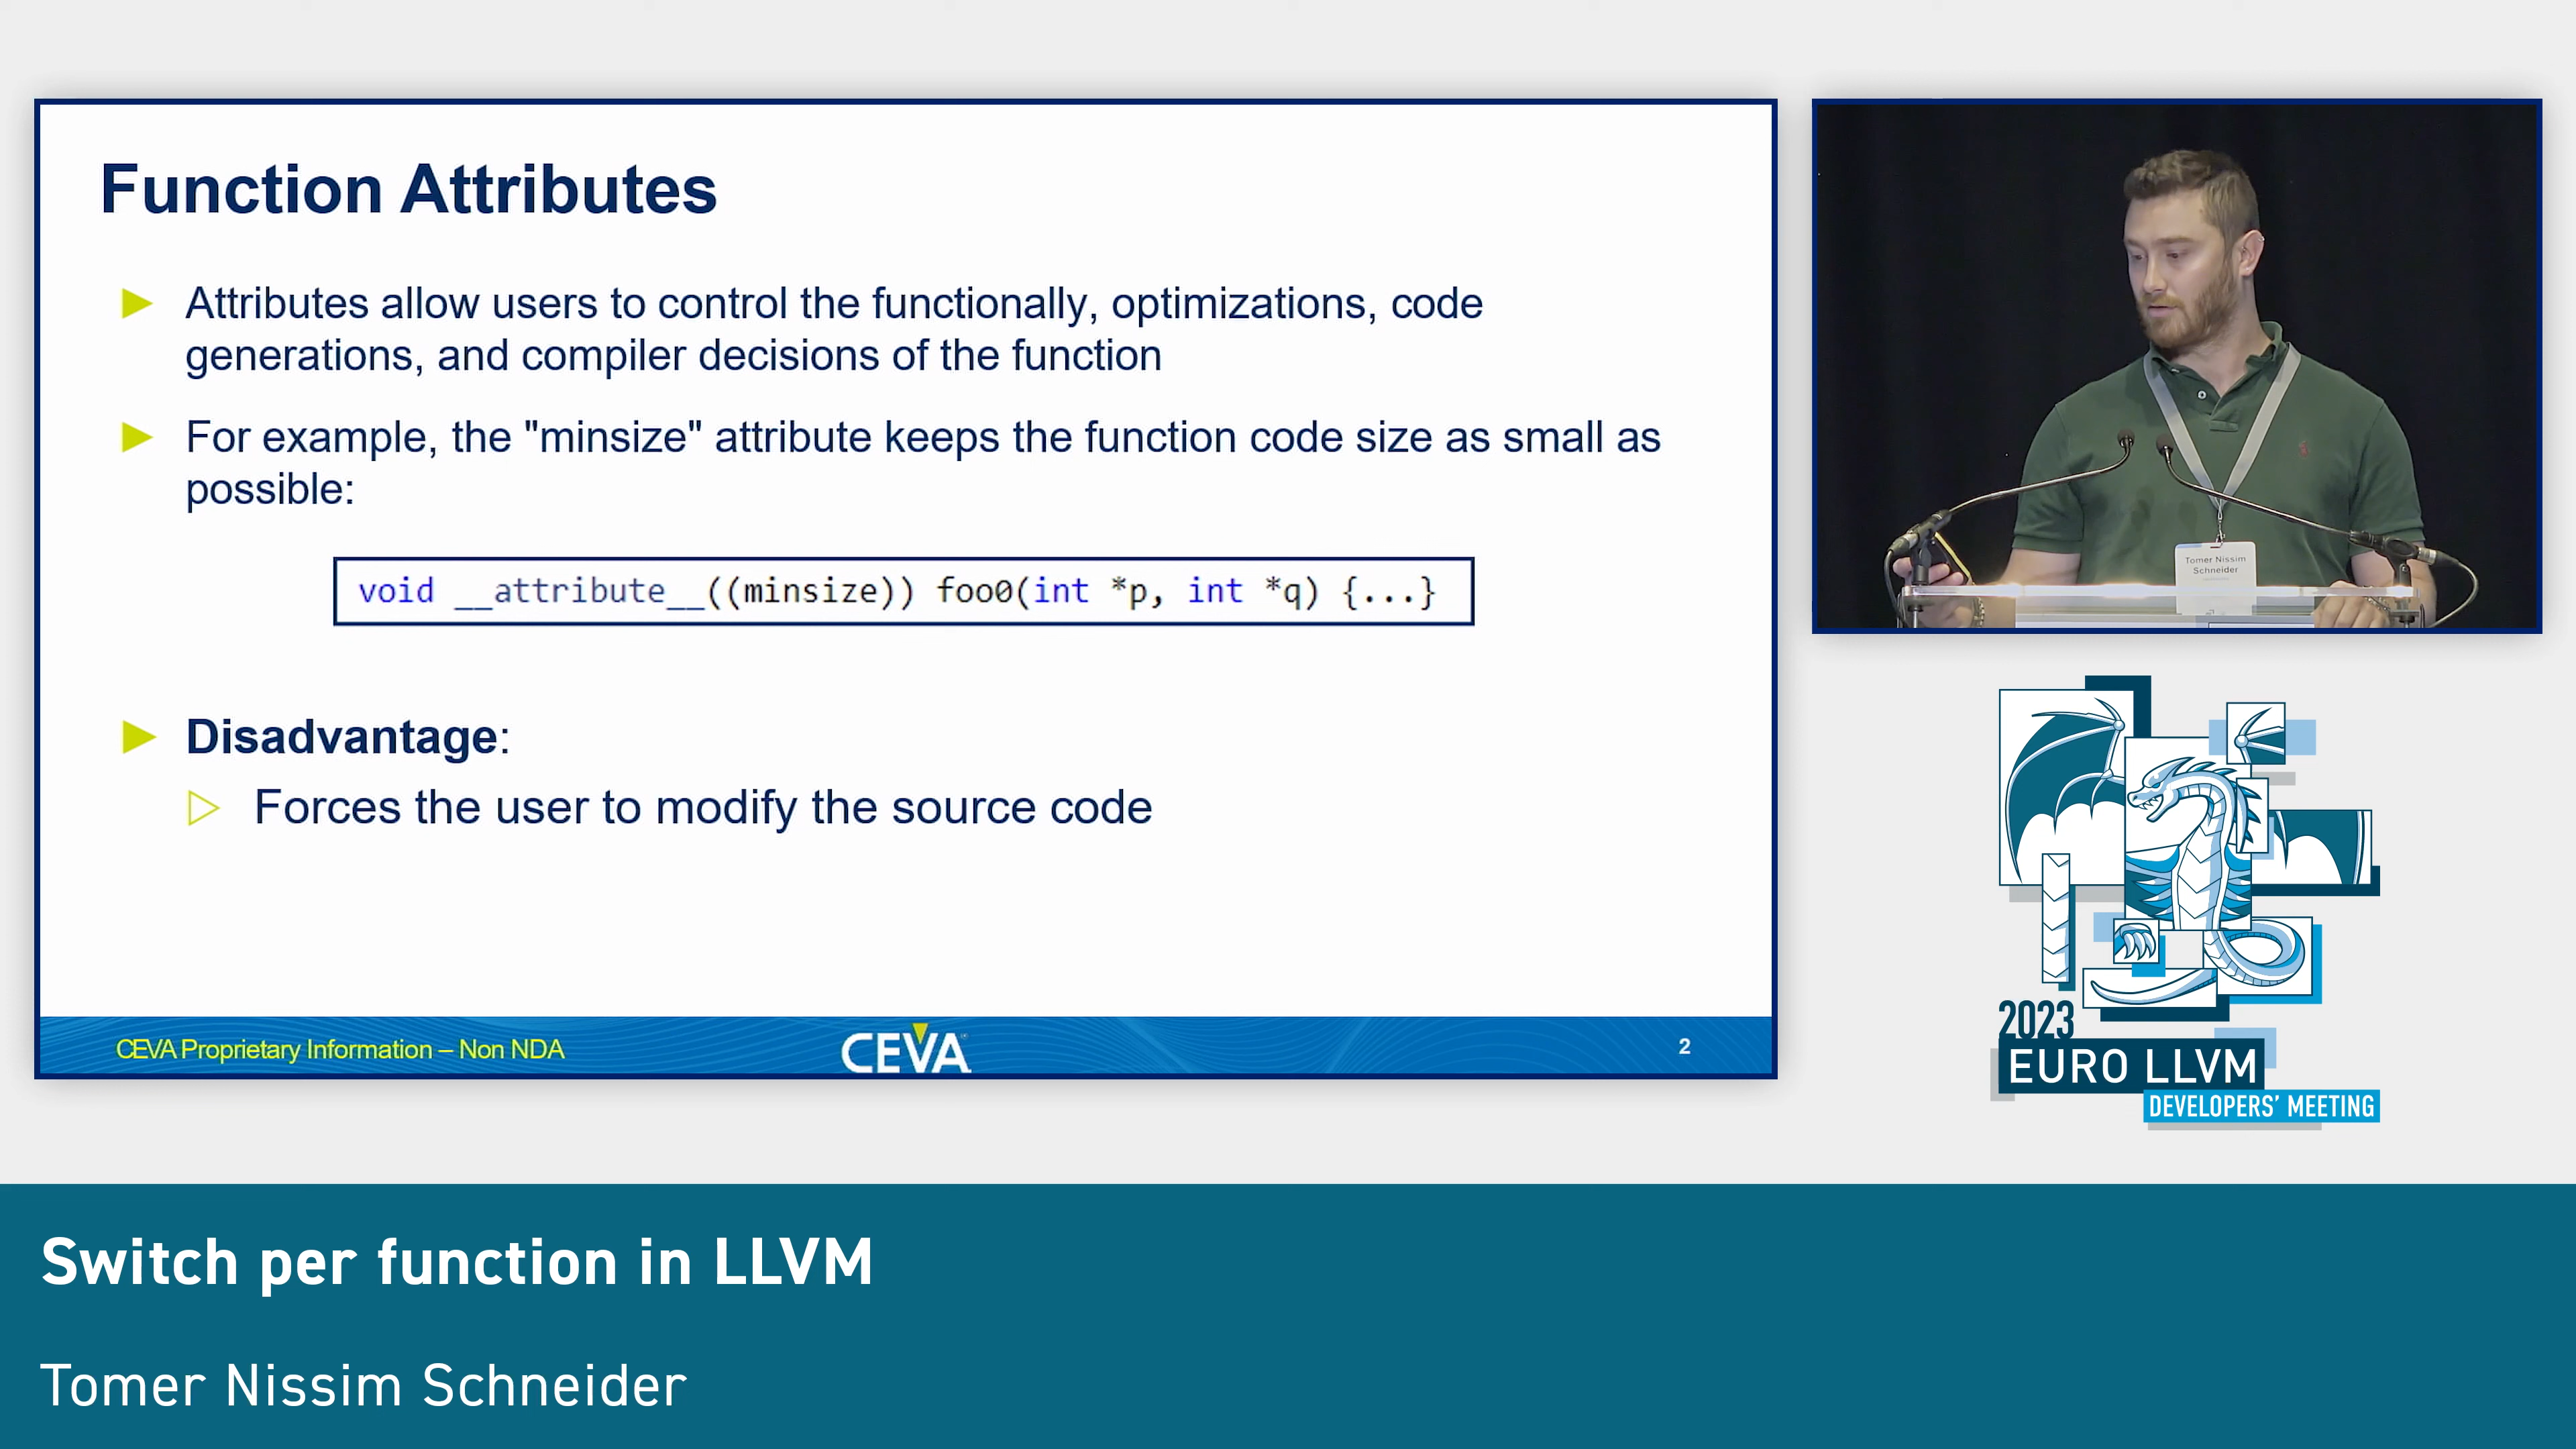 Function Attributes
Attributes allow users to control the functionally, optimizations, code
generations, and compiler decisions of the function
For example, the "minsize" attribute keeps the function code size as small as
possible:
void __attribute__((minsize)) foo0(int *p, int *q) {...}
Disadvantage:
Forces the user to modify the source code
CEVA Proprietary Information – Non NDA
CEVA
2
Tomer Nissim
Schneider
2023
EURO LLVM
DEVELOPERS' MEETING
Switch per function in LLVM
Tomer Nissim Schneider